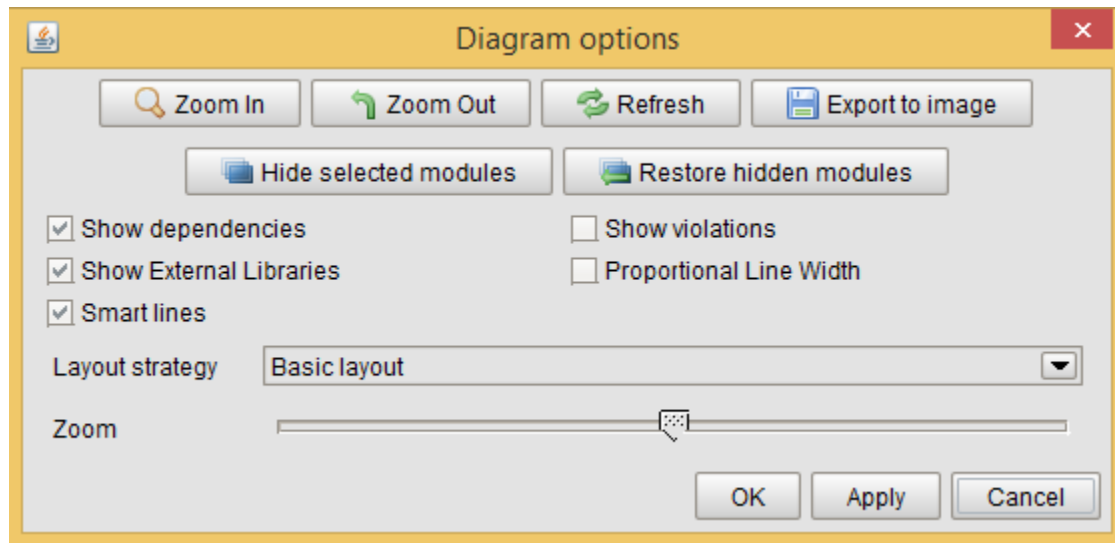 Diagram options
Zoom In Zoom Out Refresh Export to image
Hide selected modules Restore hidden modules
Show dependencies Show violations
Show External Libraries Proportional Line Width
Smart lines
Layout strategy Basic layout
Zoom
OK Apply Cancel